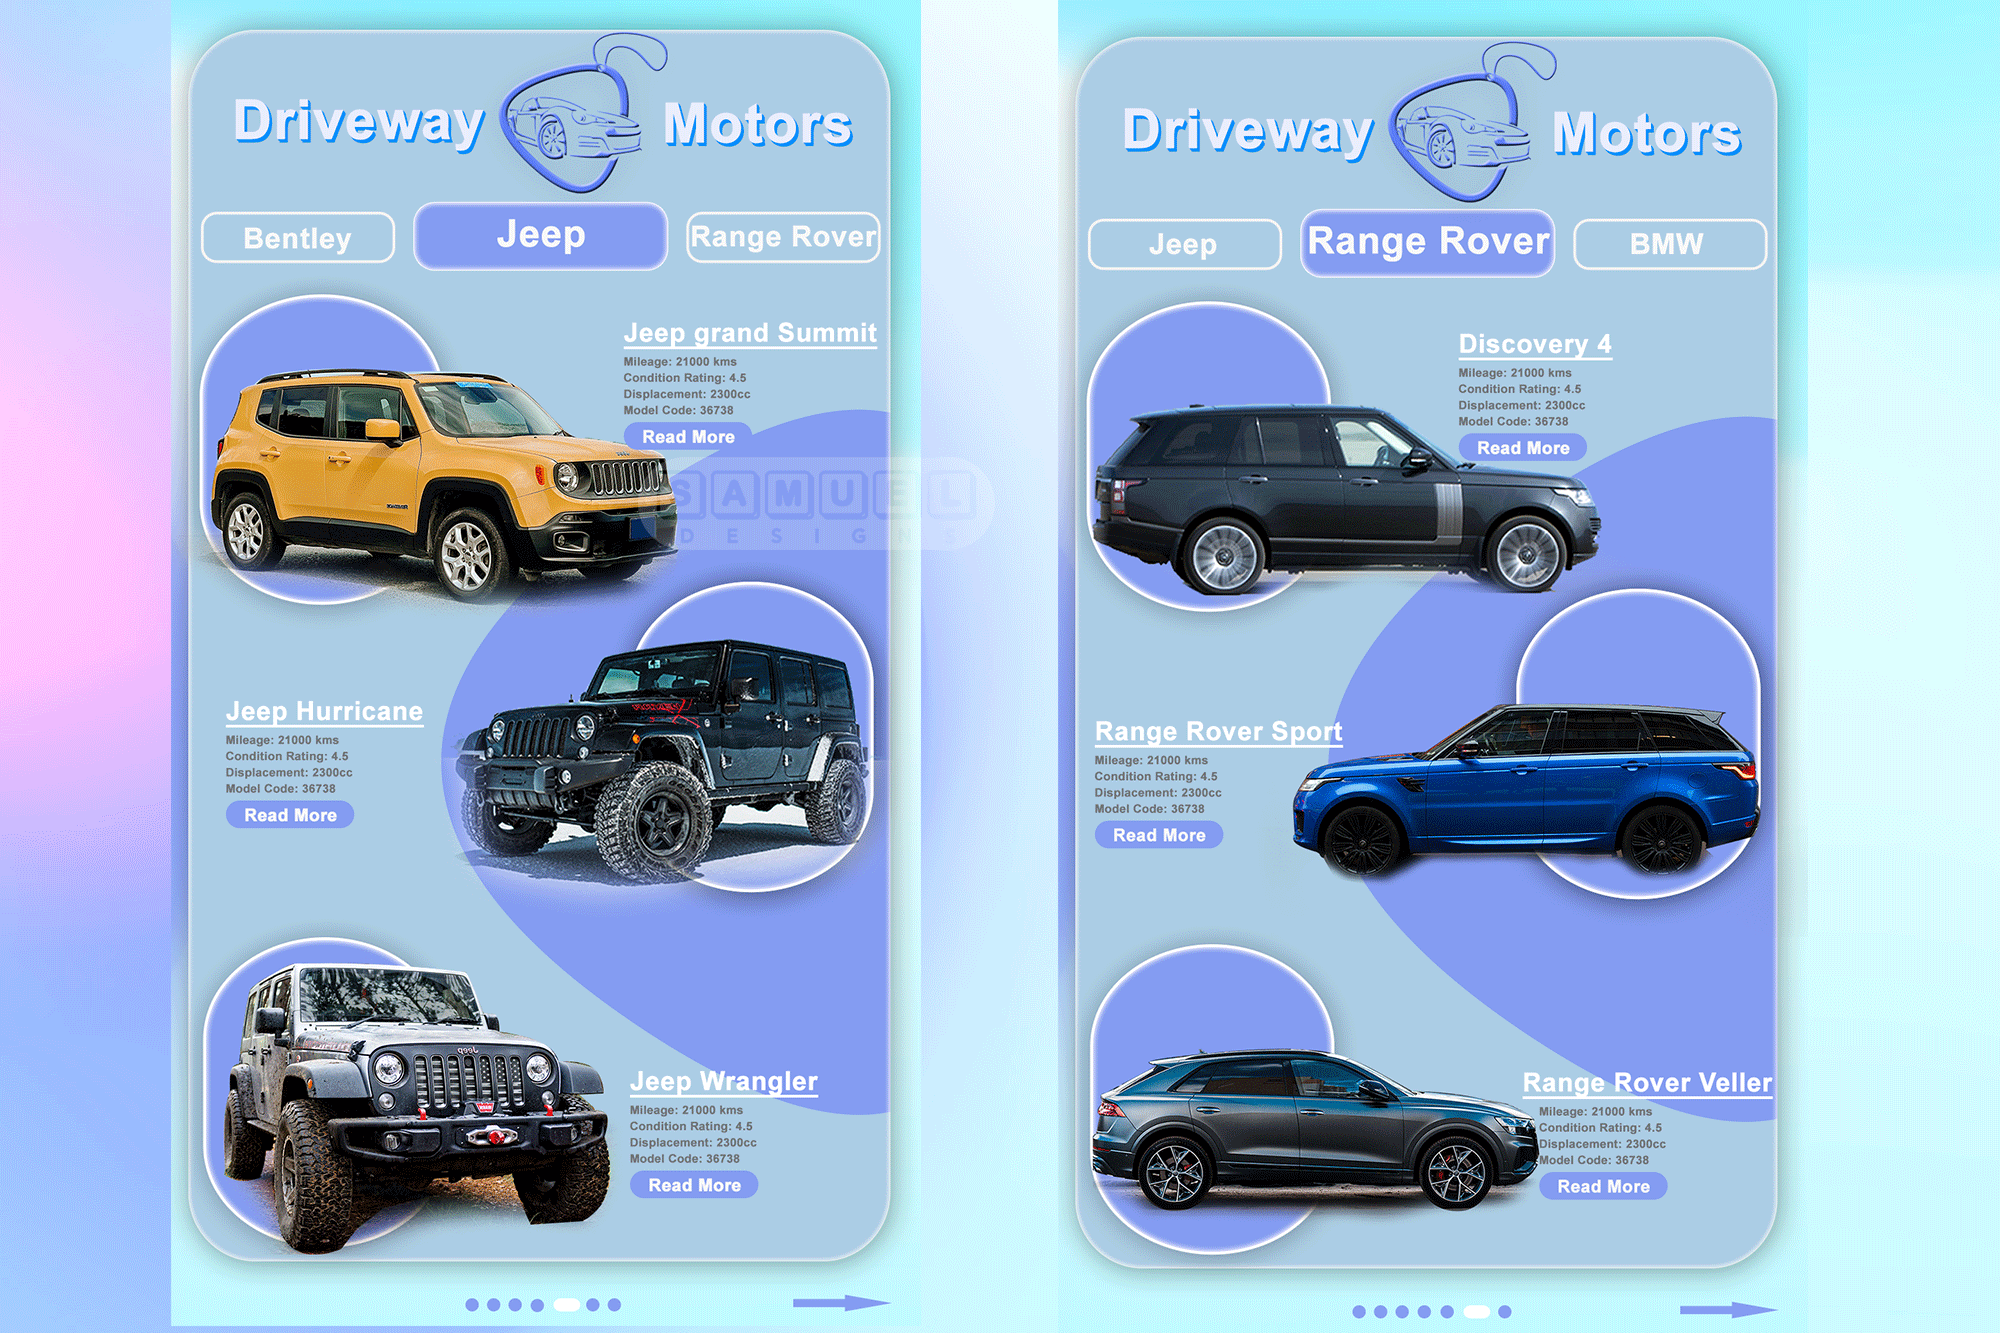 Driveway Motors
Bentley
Jeep
Range Rover
Jeep grand Summit
Mileage: 21000 kms
Condition Rating: 4.5
Displacement: 2300cc
Model Code: 36738
Read More
SAMUEL
DESIGNS
Jeep Hurricane
Mileage: 21000 kms
Condition Rating: 4.5
Displacement: 2300cc
Model Code: 36738
Read More
Jeep
Jeep Wrangler
Mileage: 21000 kms
Condition Rating: 4.5
Displacement: 2300cc
Model Code: 36738
Read More
Driveway Motors
Jeep
Range Rover
BMW
Discovery 4
Mileage: 21000 kms
Condition Rating: 4.5
Displacement: 2300cc
Model Code: 36738
Read More
Range Rover Sport
Mileage: 21000 kms
Condition Rating: 4.5
Displacement: 2300cc
Model Code: 36738
Read More
Range Rover Veller
Mileage: 21000 kms
Condition Rating: 4.5
Displacement: 2300cc
Model Code: 36738
Read More